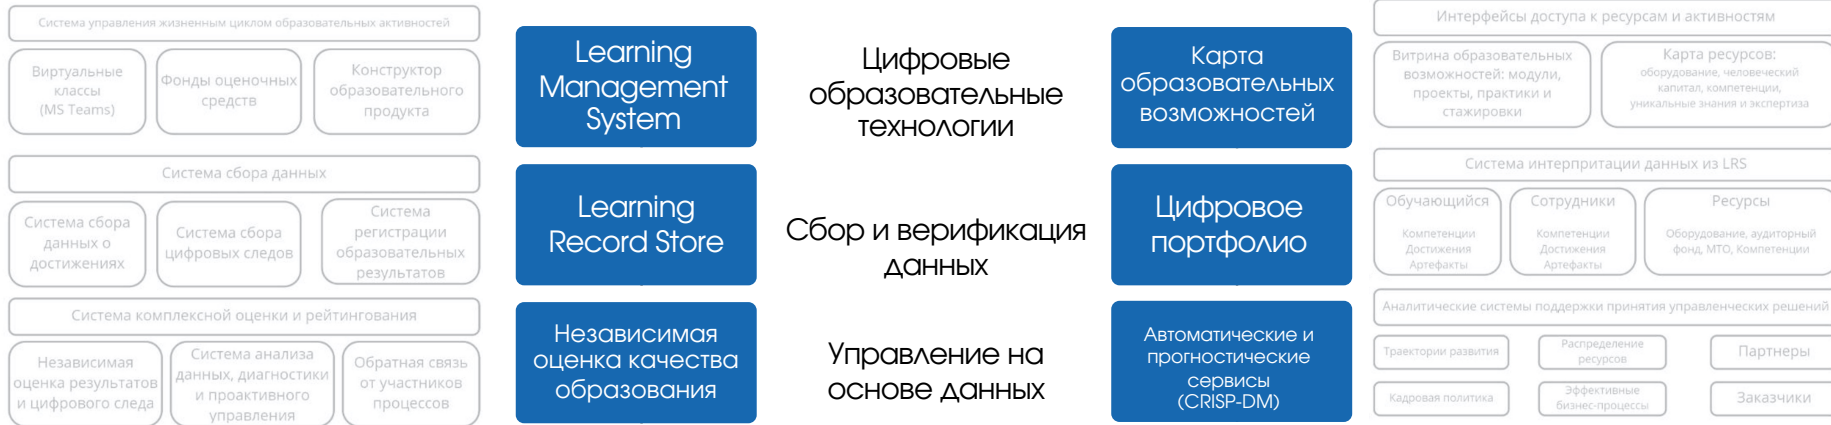 Система управления жизненным циклом образовательных активностей
Виртуальные
классы
(MS Teams)
Фонды оценочных
средств
Конструктор
образовательного
продукта
Learning
Management
System
Цифровые
образовательные
технологии
Карта
образовательных
возможностей
Интерфейсы доступа к ресурсам и активностям
Витрина образовательных
возможностей: модули,
проекты, практики и
стажировки
Карта ресурсов:
оборудование, человеческий
капитал, компетенции,
уникальные знания и экспертиза
Система сбора данных
Система сбора
данных о
достижениях
Система сбора
цифровых следов
Система
регистрации
образовательных
результатов
Learning
Record Store
Сбор и верификация
данных
Цифровое
портфолио
Система интерпритации данных из LRS
Обучающийся
Компетенции
Достижения
Артефакты
Сотрудники
Компетенции
Достижения
Артефакты
Ресурсы
Оборудование, аудиторный
фонд, МТО, Компетенции
Система комплексной оценки и рейтингования
Независимая
оценка результатов
и цифрового следа
Система анализа
данных, диагностики
и проактивного
управления
Обратная связь
от участников
процессов
Независимая
оценка качества
образования
Управление на
основе данных
Автоматические и
прогностические
сервисы
(CRISP-DM)
Аналитические системы поддержки принятия управленческих решений
Траектории развития
Распределение
ресурсов
Партнеры
Кадровая политика
Эффективные
бизнес-процессы
Заказчики